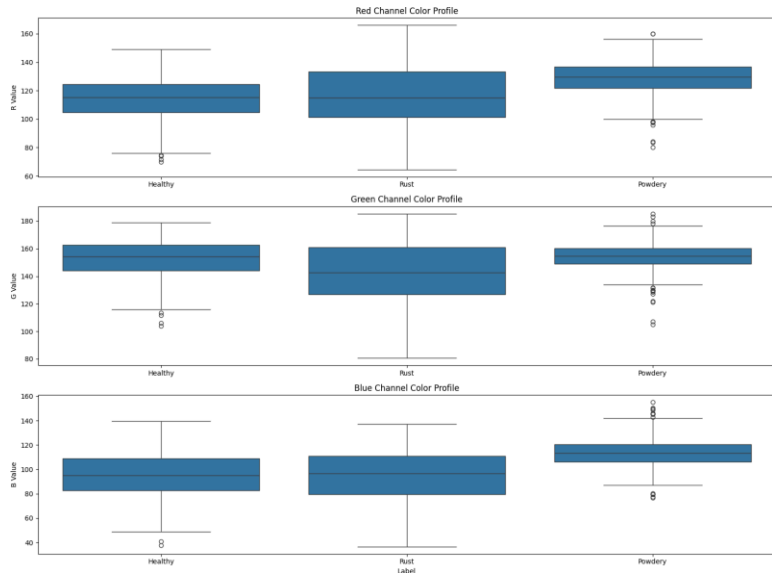 Red Channel Color Profile
160
140
120
100
80
60
R Value
Healthy Rust Powdery
Green Channel Color Profile
180
160
140
120
100
80
G Value
Healthy Rust Powdery
Blue Channel Color Profile
160
140
120
100
80
60
40
B Value
Healthy Rust Powdery
Label